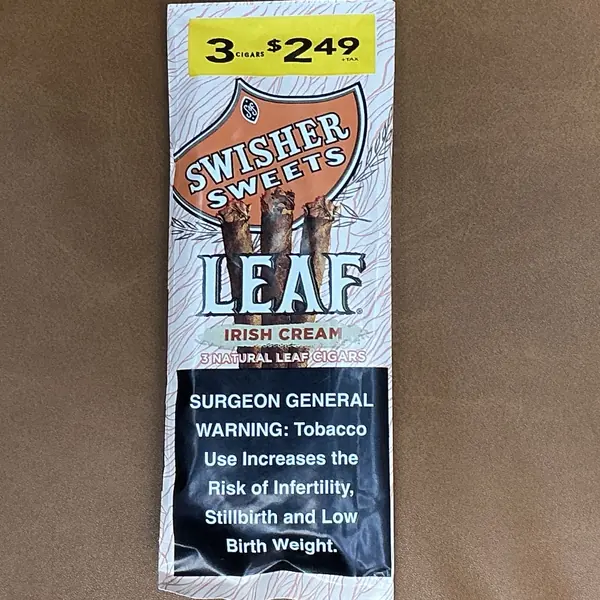 3 CIGARS $2.49
+TAX
SS
SWISHER
SWEETS
LEAF®
IRISH CREAM
3 NATURAL LEAF CIGARS
SURGEON GENERAL
WARNING: Tobacco
Use Increases the
Risk of Infertility,
Stillbirth and Low
Birth Weight.